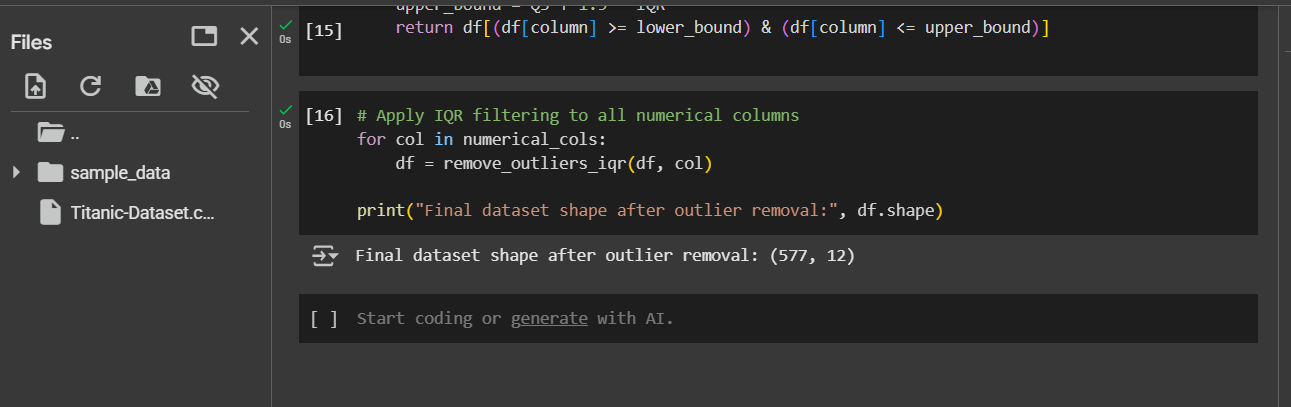 Files
..
sample_data
Titanic-Dataset.c...
0s
[15]
return df[(df[column] >= lower_bound) & (df[column] <= upper_bound)]
0s
[16]
# Apply IQR filtering to all numerical columns
for col in numerical_cols:
df = remove_outliers_iqr(df, col)
print("Final dataset shape after outlier removal:", df.shape)
Final dataset shape after outlier removal: (577, 12)
[ ]
Start coding or generate with AI.